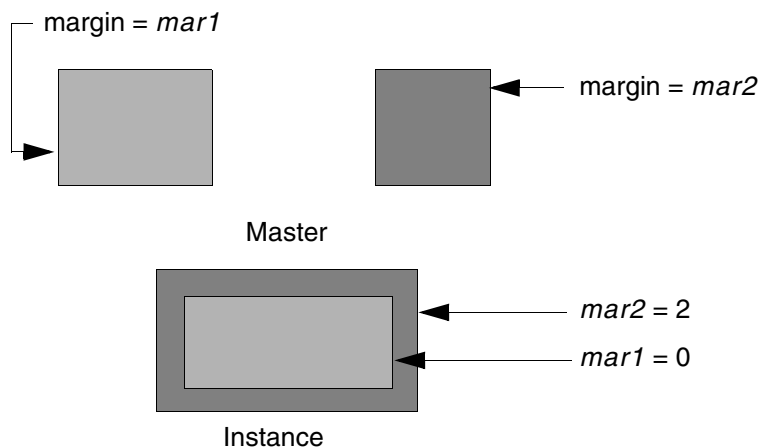 margin = mar1
margin = mar2
Master
mar2 = 2
mar1 = 0
Instance